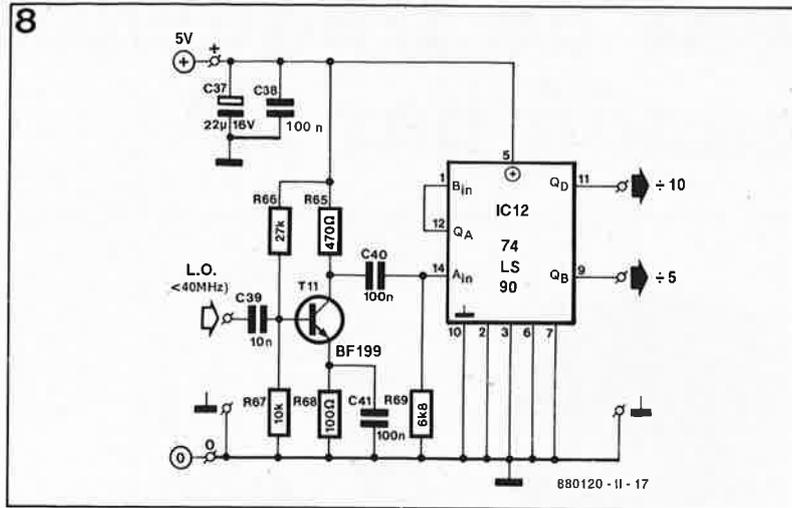 8
5V
+
C37
22µ 16V
C38
100 n
R66
27k
R65
470Ω
L.O.
<40MHz)
C39
10n
T11
BF199
C40
100n
R67
10k
R68
100Ω
C41
100n
R69
6k8
5
1
Bin
QD
11
÷ 10
IC12
12
QA
74
LS
90
14
Ain
QB
9
÷ 5
10
2
3
6
7
0
0
880120 - II - 17